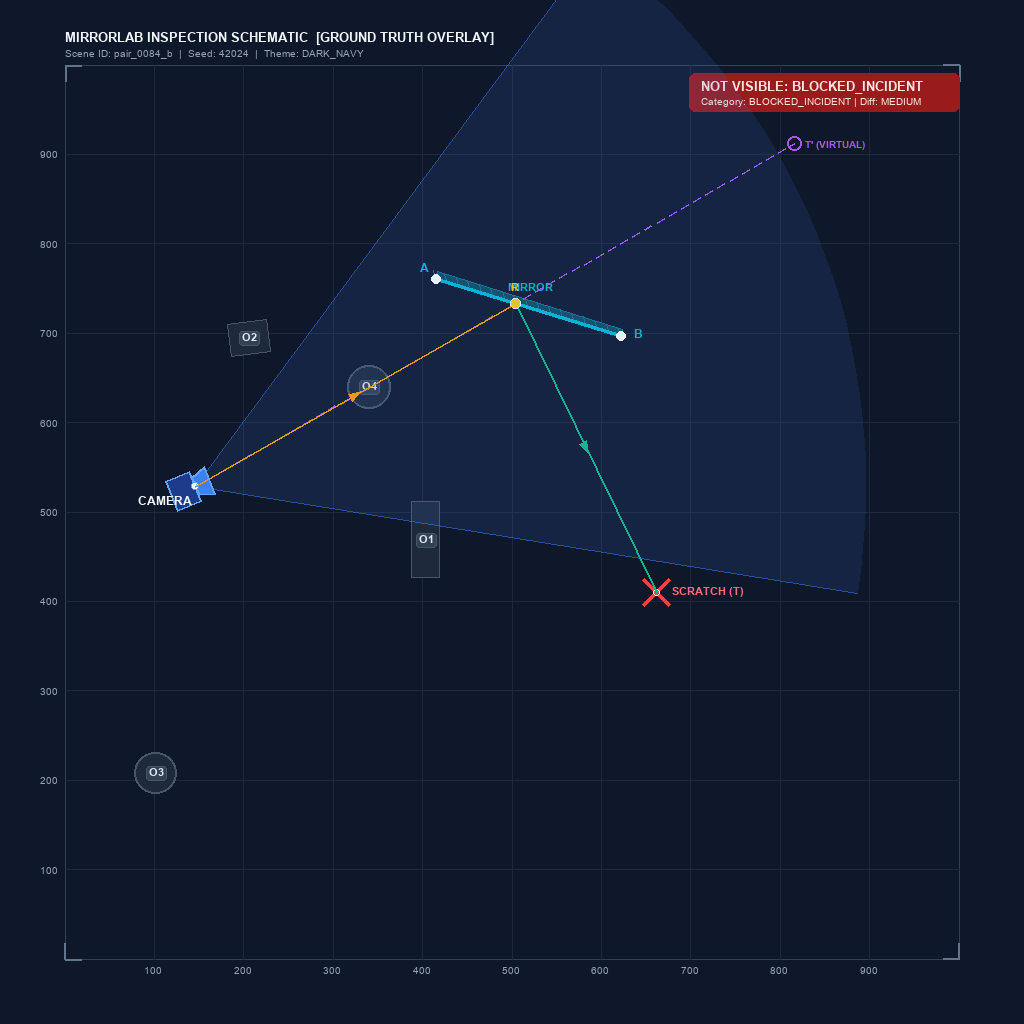 MIRRORLAB INSPECTION SCHEMATIC [GROUND TRUTH OVERLAY]
Scene ID: pair_0084_b | Seed: 42024 | Theme: DARK_NAVY
NOT VISIBLE: BLOCKED_INCIDENT
Category: BLOCKED_INCIDENT | Diff: MEDIUM
T' (VIRTUAL)
A
R
MIRROR
B
O2
O4
CAMERA
O1
SCRATCH (T)
O3
900
800
700
600
500
400
300
200
100
100 200 300 400 500 600 700 800 900